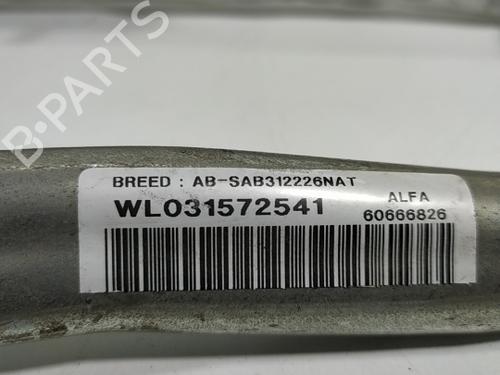 B-PARTS
BREED : AB-SAB312226NAT
WL031572541
ALFA
60666826